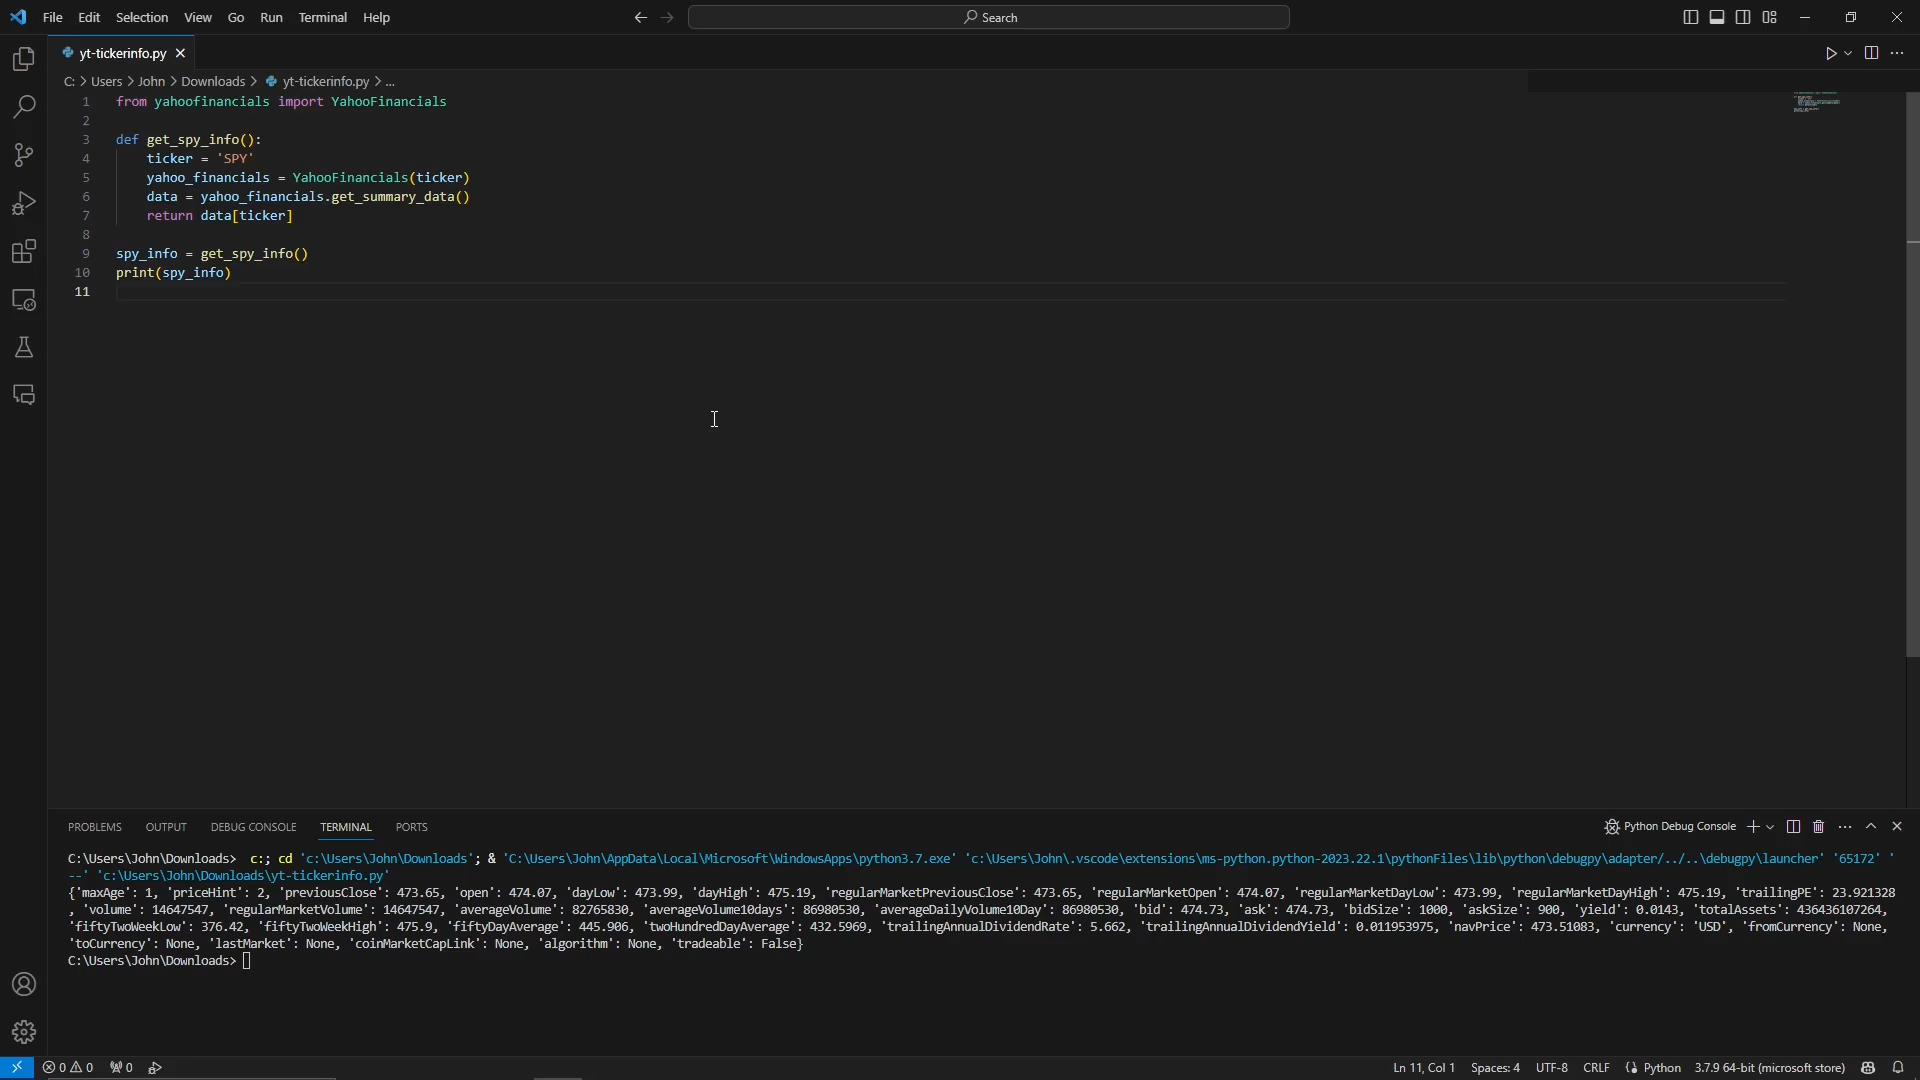 File Edit Selection View Go Run Terminal Help Search
yt-tickerinfo.py
C: > Users > John > Downloads > yt-tickerinfo.py > ...
1 from yahoofinancials import YahooFinancials
2
3 def get_spy_info():
4 ticker = 'SPY'
5 yahoo_financials = YahooFinancials(ticker)
6 data = yahoo_financials.get_summary_data()
7 return data[ticker]
8
9 spy_info = get_spy_info()
10 print(spy_info)
11
PROBLEMS OUTPUT DEBUG CONSOLE TERMINAL PORTS Python Debug Console
C:\Users\John\Downloads> c:; cd 'c:\Users\John\Downloads'; & 'C:\Users\John\AppData\Local\Microsoft\WindowsApps\python3.7.exe' 'c:\Users\John\.vscode\extensions\ms-python.python-2023.22.1\pythonFiles\lib\python\debugpy\adapter/../..\debugpy\launcher' '65172' '
--' 'c:\Users\John\Downloads\yt-tickerinfo.py'
{'maxAge': 1, 'priceHint': 2, 'previousClose': 473.65, 'open': 474.07, 'dayLow': 473.99, 'dayHigh': 475.19, 'regularMarketPreviousClose': 473.65, 'regularMarketOpen': 474.07, 'regularMarketDayLow': 473.99, 'regularMarketDayHigh': 475.19, 'trailingPE': 23.921328
, 'volume': 14647547, 'regularMarketVolume': 14647547, 'averageVolume': 82765830, 'averageVolume10days': 86980530, 'averageDailyVolume10Day': 86980530, 'bid': 474.73, 'ask': 474.73, 'bidSize': 1000, 'askSize': 900, 'yield': 0.0143, 'totalAssets': 436436107264,
'fiftyTwoWeekLow': 376.42, 'fiftyTwoWeekHigh': 475.9, 'fiftyDayAverage': 445.906, 'twoHundredDayAverage': 432.5969, 'trailingAnnualDividendRate': 5.662, 'trailingAnnualDividendYield': 0.011953975, 'navPrice': 473.51083, 'currency': 'USD', 'fromCurrency': None,
'toCurrency': None, 'lastMarket': None, 'coinMarketCapLink': None, 'algorithm': None, 'tradeable': False}
C:\Users\John\Downloads>
0 0 0 Ln 11, Col 1 Spaces: 4 UTF-8 CRLF Python 3.7.9 64-bit (microsoft store)